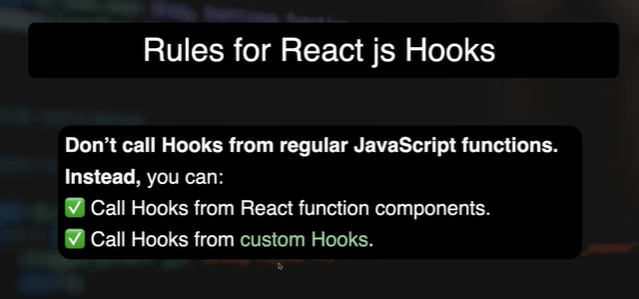 Rules for React js Hooks
Don’t call Hooks from regular JavaScript functions.
Instead, you can:
✅ Call Hooks from React function components.
✅ Call Hooks from custom Hooks.